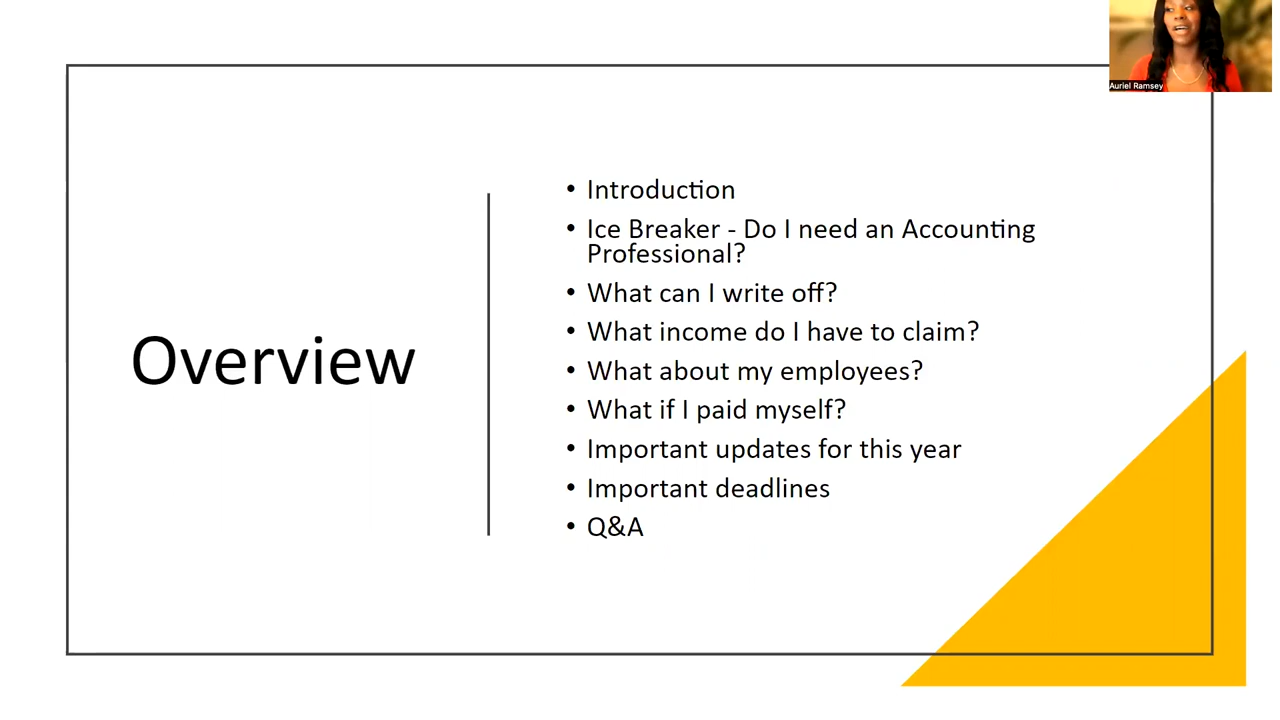 Auriel Ramsey
Overview
• Introduction
• Ice Breaker - Do I need an Accounting
Professional?
• What can I write off?
• What income do I have to claim?
• What about my employees?
• What if I paid myself?
• Important updates for this year
• Important deadlines
• Q&A